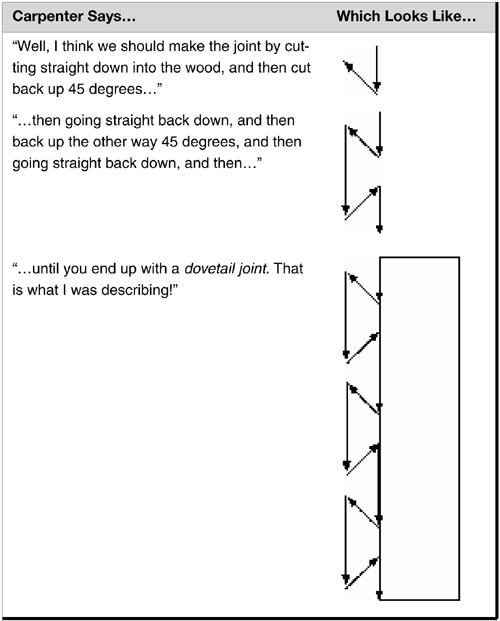 Carpenter Says…
Which Looks Like…
“Well, I think we should make the joint by cut-
ting straight down into the wood, and then cut
back up 45 degrees…”
“…then going straight back down, and then
back up the other way 45 degrees, and then
going straight back down, and then…”
“…until you end up with a dovetail joint. That
is what I was describing!”